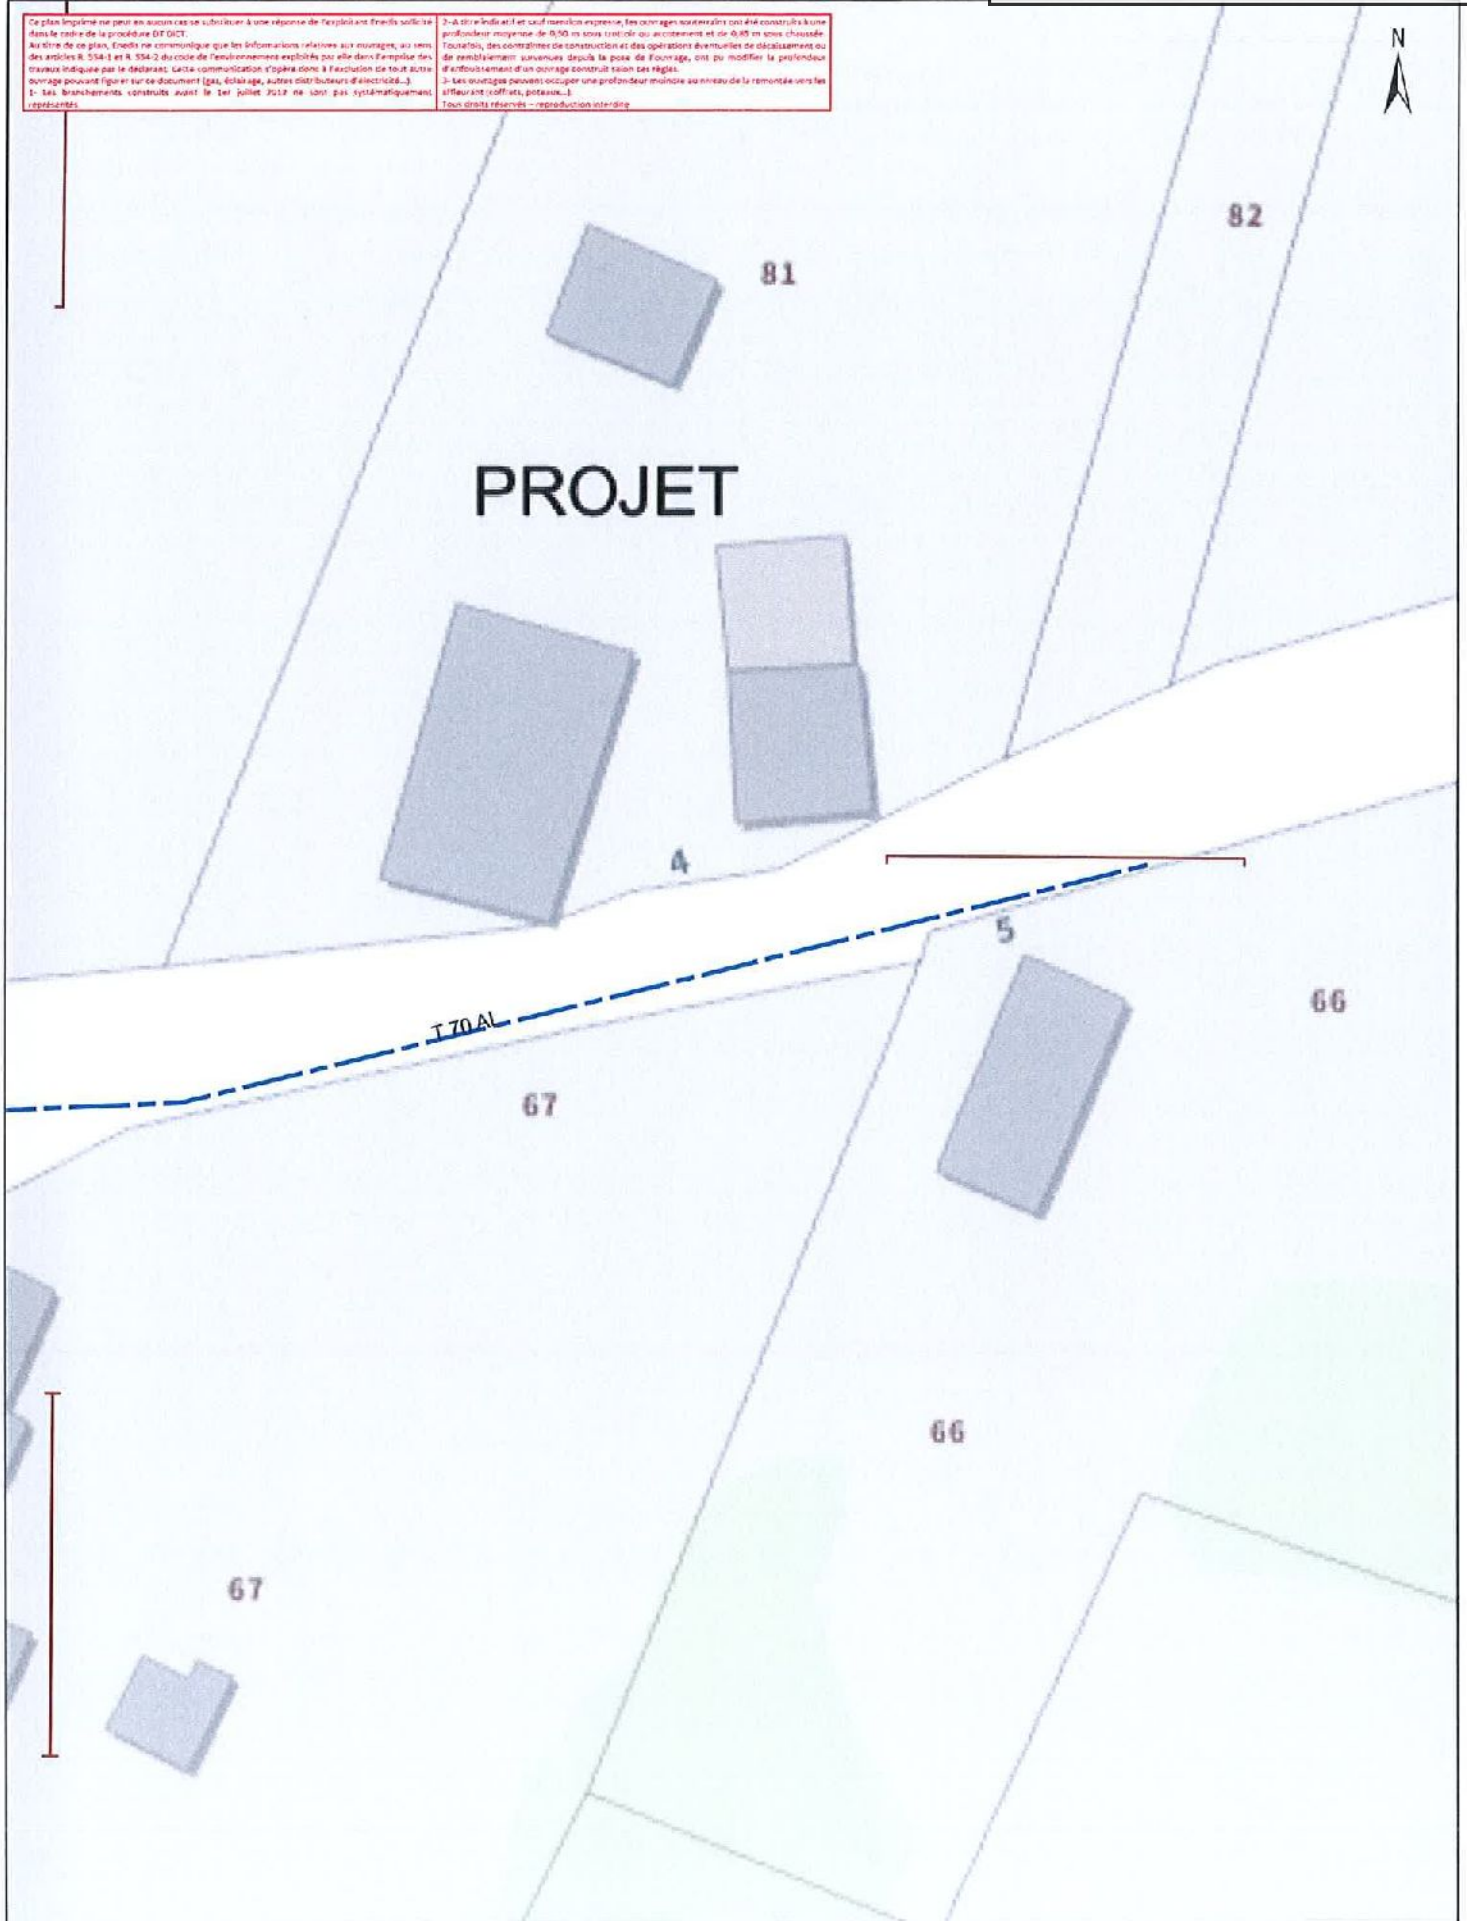 Ce plan imprimé ne peut en aucun cas se substituer à une réponse de l'exploitant Enedis sollicité
dans le cadre de la procédure DT DICT.
Au titre de ce plan, Enedis ne communique que les informations relatives aux ouvrages, au sens
des articles R. 554-1 et R. 554-2 du code de l'environnement exploités par elle dans l'emprise des
travaux indiquée par le déclarant. Cette communication s'opère donc à l'exclusion de tout autre
ouvrage pouvant figurer sur ce document (gaz, éclairage, autres distributeurs d'électricité...).
1- Les branchements construits avant le 1er juillet 2012 ne sont pas systématiquement
représentés
2- A titre indicatif et sauf mention expresse, les ouvrages souterrains ont été construits à une
profondeur moyenne de 0,50 m sous trottoir ou accotement et de 0,85 m sous chaussée.
Toutefois, des contraintes de construction et des opérations éventuelles de décaissement ou
de remblaiement survenues depuis la pose de l'ouvrage, ont pu modifier la profondeur
d'enfouissement d'un ouvrage construit selon ces règles.
3- Les ouvrages peuvent occuper une profondeur moindre au niveau de la remontée vers les
affleurant (coffrets, poteaux...).
Tous droits réservés – reproduction interdite
N
82
81
PROJET
4
5
66
T 70 AL
67
66
67